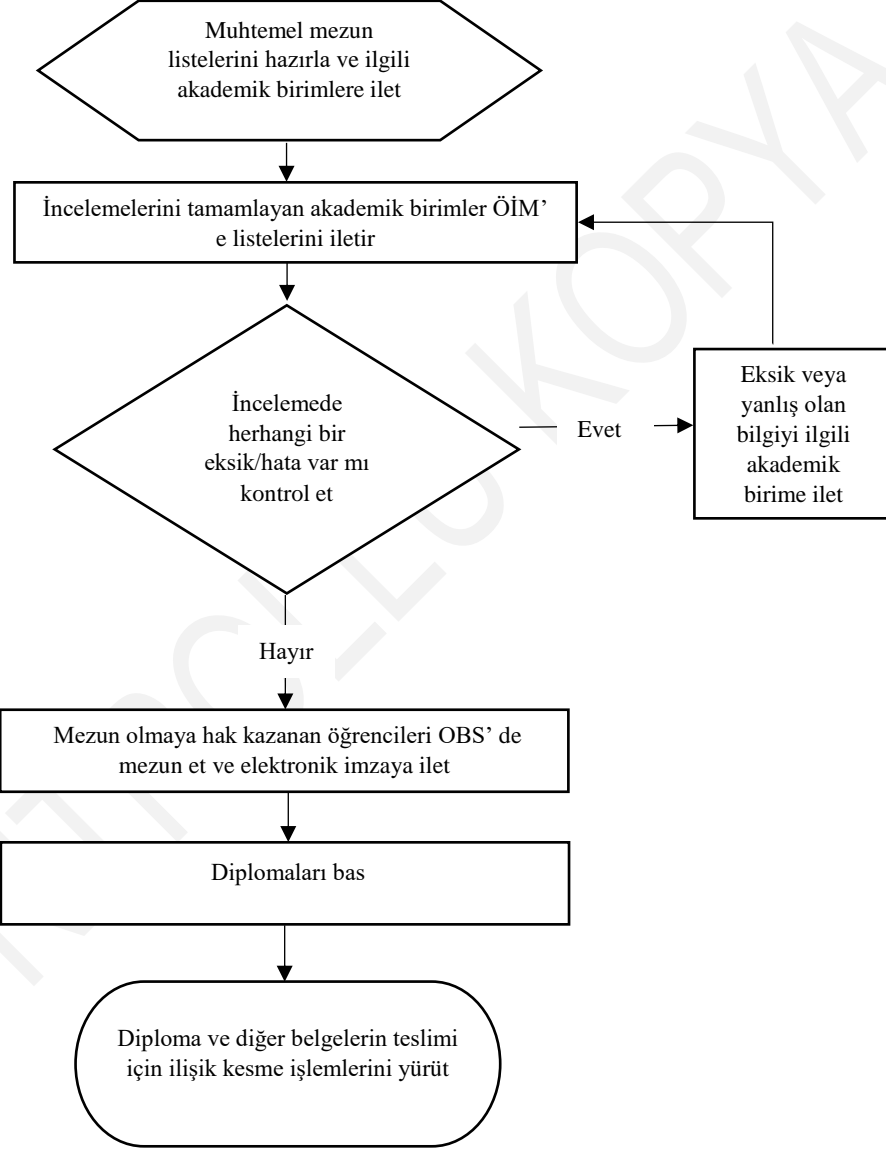 Muhtemel mezun
listelerini hazırla ve ilgili
akademik birimlere ilet
İncelemelerini tamamlayan akademik birimler ÖİM’
e listelerini iletir
İncelemede
herhangi bir
eksik/hata var mı
kontrol et
Evet
Eksik veya
yanlış olan
bilgiyi ilgili
akademik
birime ilet
Hayır
Mezun olmaya hak kazanan öğrencileri OBS’ de
mezun et ve elektronik imzaya ilet
Diplomaları bas
Diploma ve diğer belgelerin teslimi
için ilişik kesme işlemlerini yürüt
KOPYA